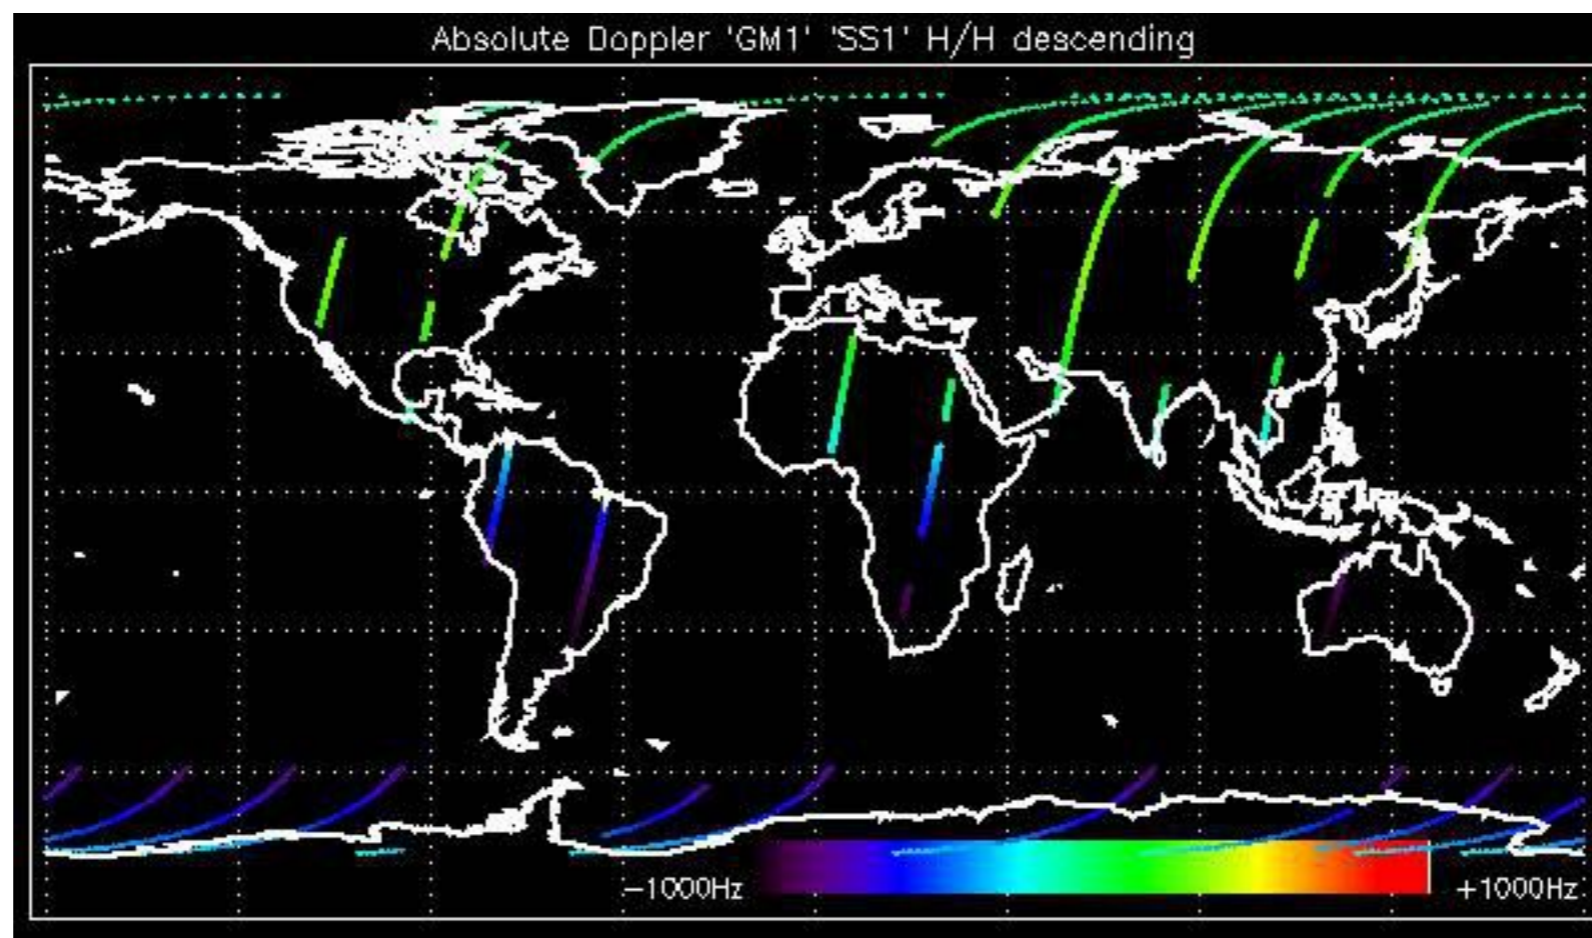 Absolute Doppler 'GM1' 'SS1' H/H descending
−1000Hz +1000Hz